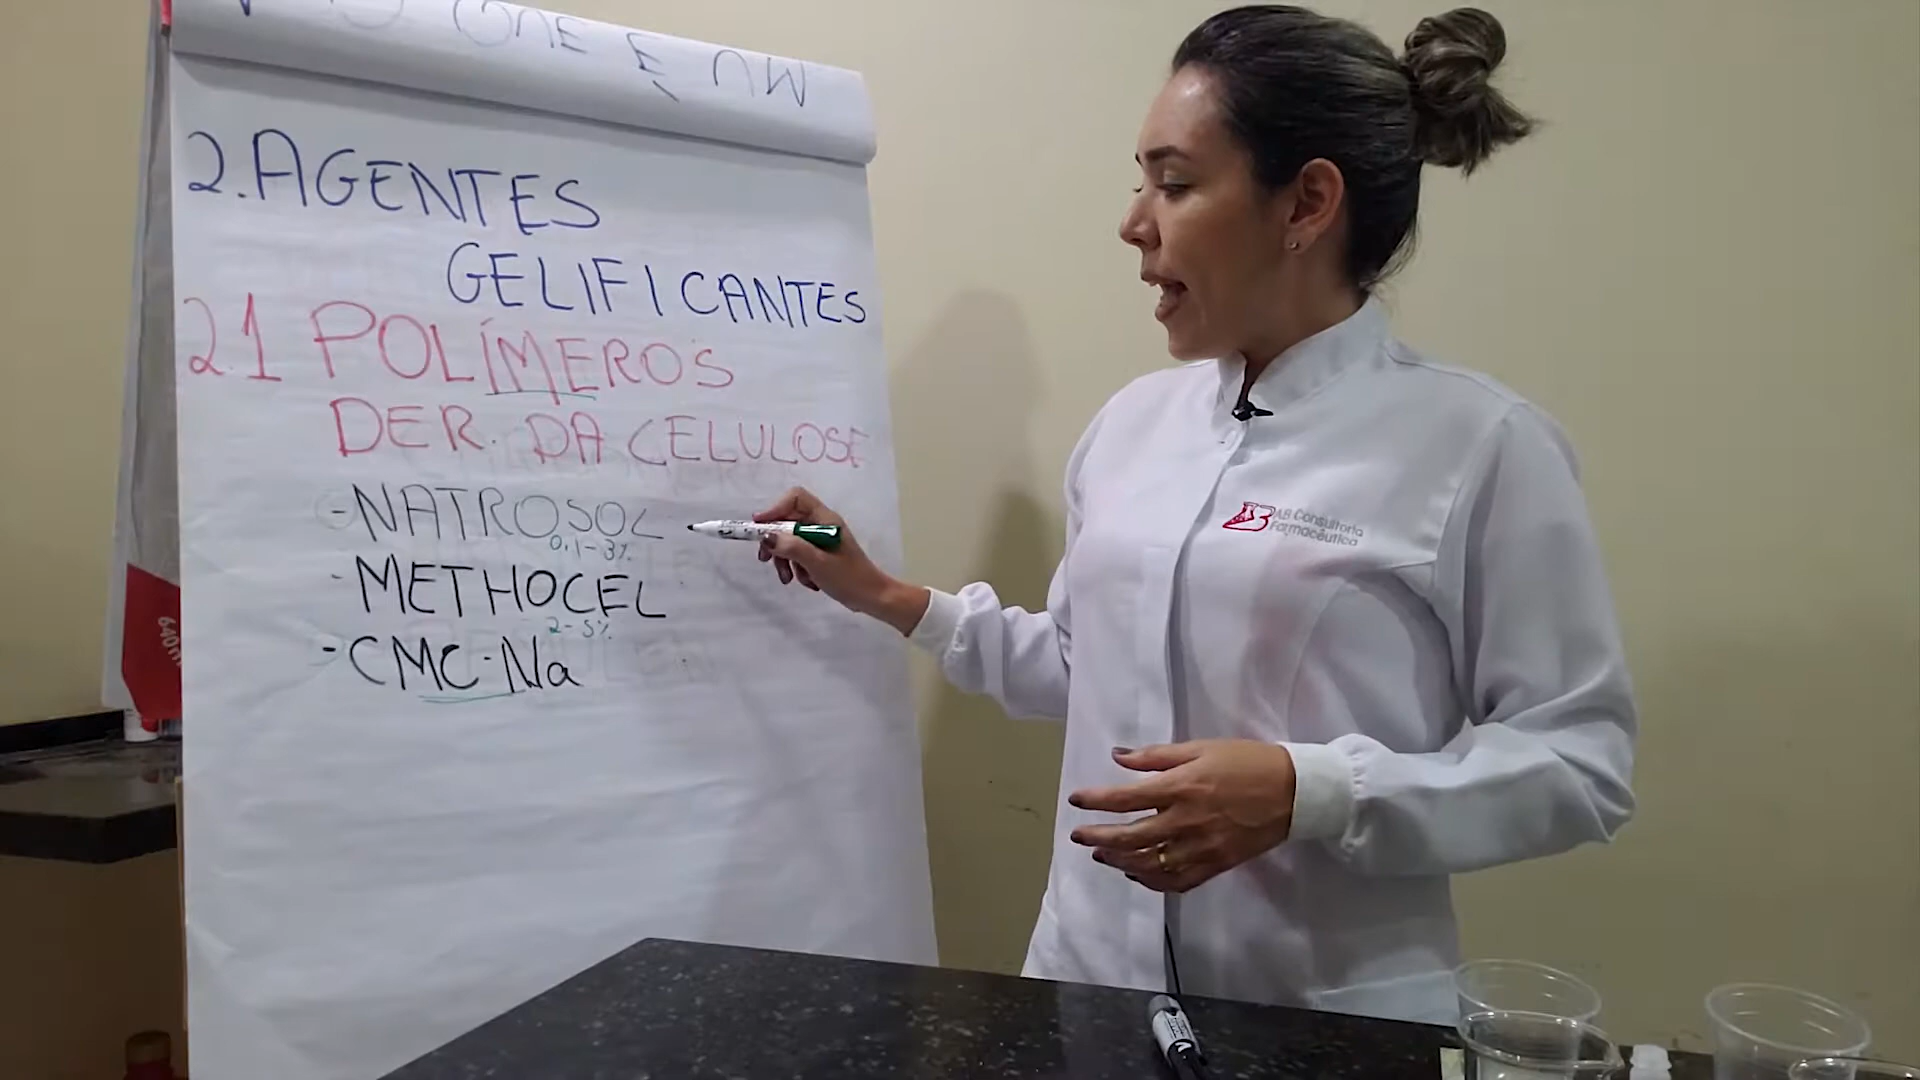 2. AGENTES
GELIFICANTES
2.1 POLÍMEROS
DER. DA CELULOSE
- NATROSOL
0,1-3%
- METHOCEL
2-5%
- CMC-Na
AB Consultoria
Farmacêutica